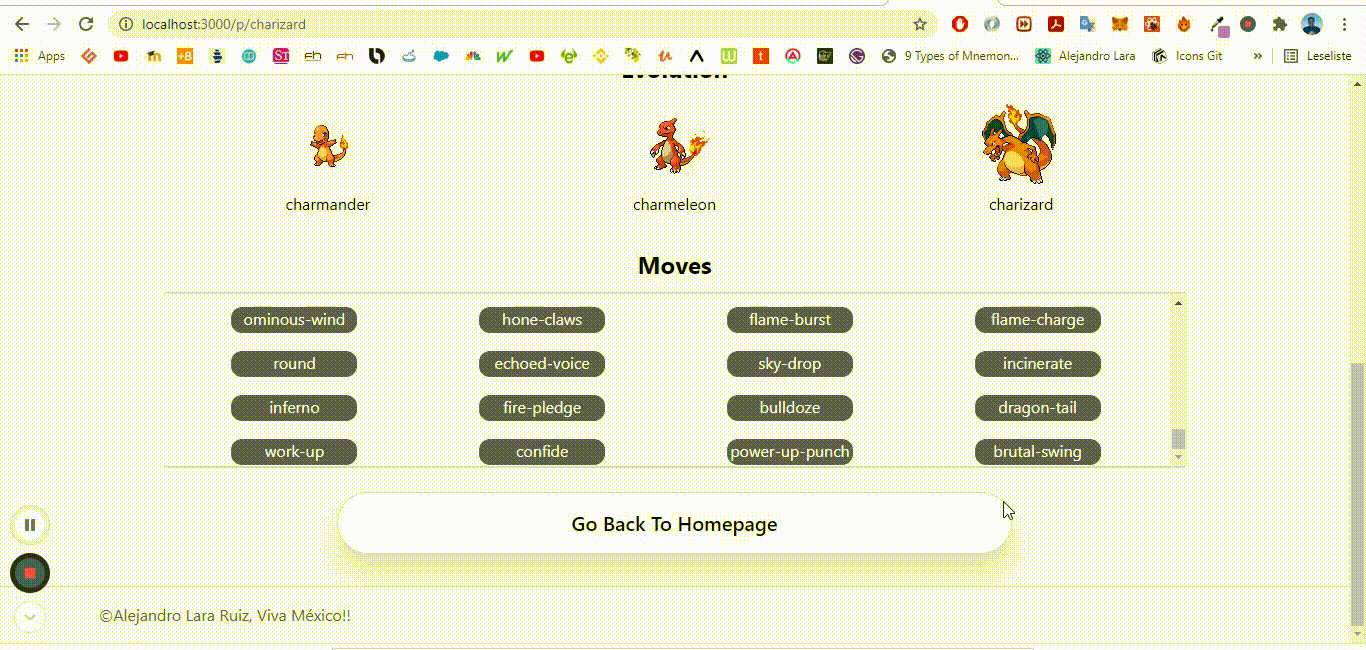 localhost:3000/p/charizard
Apps
9 Types of Mnemon...
Alejandro Lara
Icons Git
»
Leseliste
Evolution
charmander charmeleon charizard
Moves
ominous-wind hone-claws flame-burst flame-charge
round echoed-voice sky-drop incinerate
inferno fire-pledge bulldoze dragon-tail
work-up confide power-up-punch brutal-swing
Go Back To Homepage
©Alejandro Lara Ruiz, Viva México!!